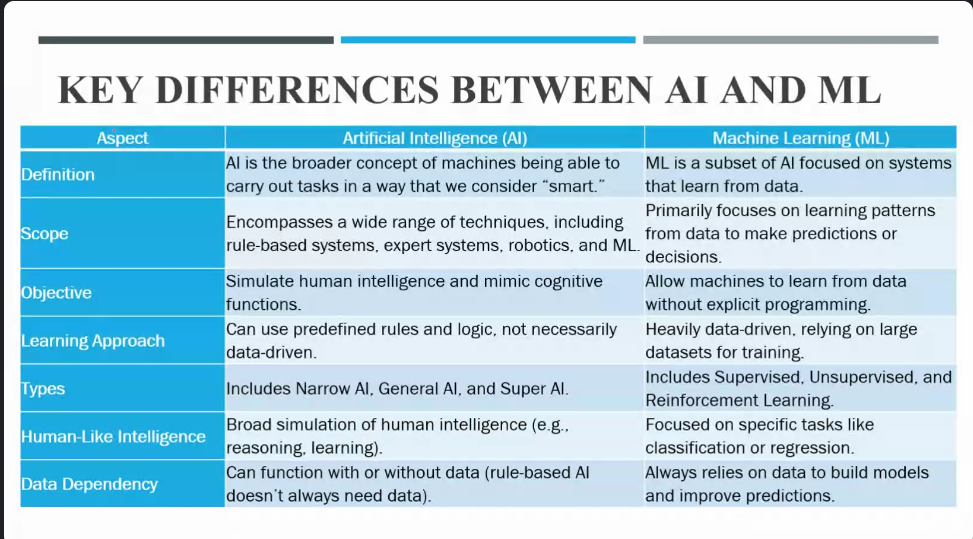 KEY DIFFERENCES BETWEEN AI AND ML
Aspect
Artificial Intelligence (AI)
Machine Learning (ML)
Definition
AI is the broader concept of machines being able to
carry out tasks in a way that we consider “smart.”
ML is a subset of AI focused on systems
that learn from data.
Scope
Encompasses a wide range of techniques, including
rule-based systems, expert systems, robotics, and ML.
Primarily focuses on learning patterns
from data to make predictions or
decisions.
Objective
Simulate human intelligence and mimic cognitive
functions.
Allow machines to learn from data
without explicit programming.
Learning Approach
Can use predefined rules and logic, not necessarily
data-driven.
Heavily data-driven, relying on large
datasets for training.
Types
Includes Narrow AI, General AI, and Super AI.
Includes Supervised, Unsupervised, and
Reinforcement Learning.
Human-Like Intelligence
Broad simulation of human intelligence (e.g.,
reasoning, learning).
Focused on specific tasks like
classification or regression.
Data Dependency
Can function with or without data (rule-based AI
doesn’t always need data).
Always relies on data to build models
and improve predictions.